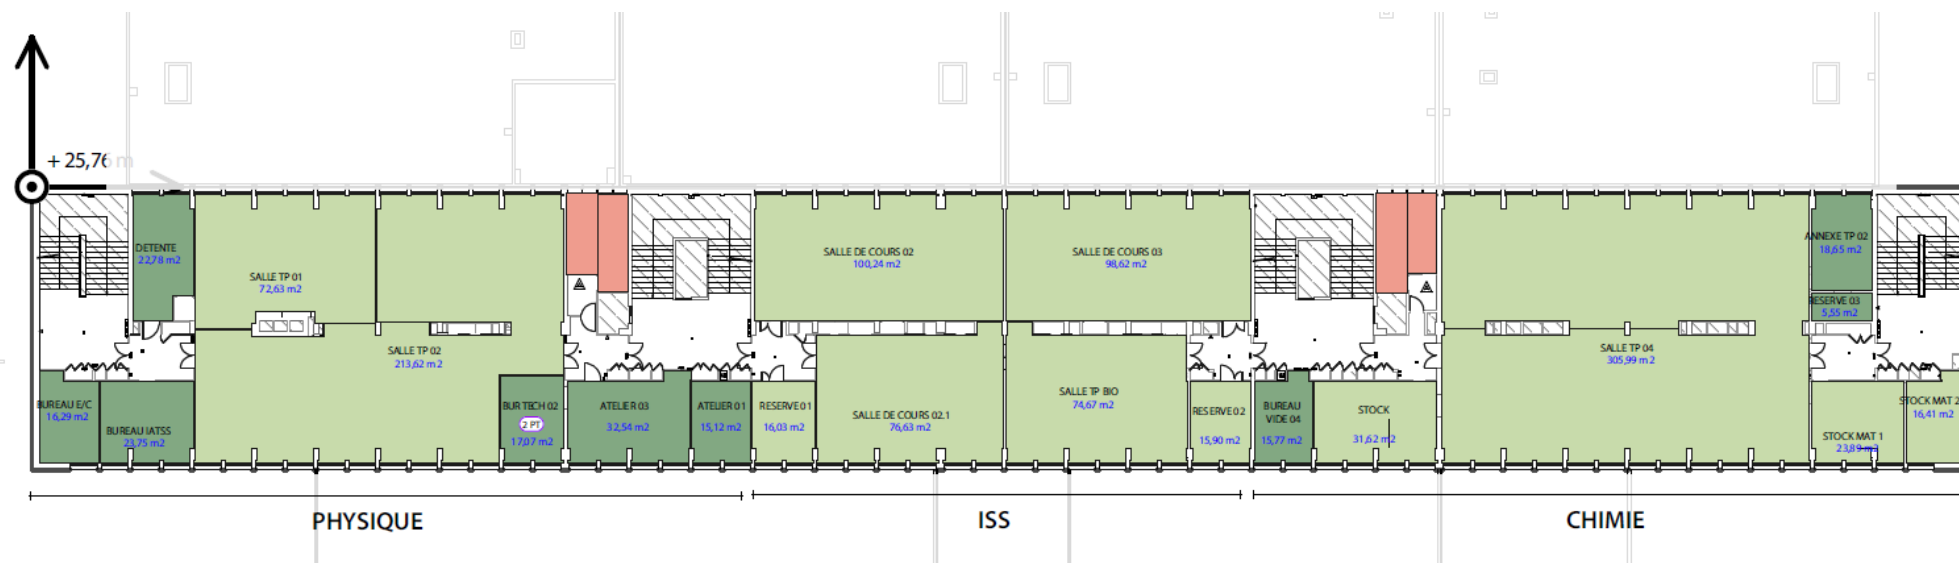 + 25,76 m
DETENTE
22,78 m2
SALLE TP 01
72,63 m2
SALLE TP 02
213,62 m2
BUREAU E/C
16,29 m2
BUREAU IATSS
23,75 m2
BUR TECH 02
2 PT
17,07 m2
ATELIER 03
32,54 m2
ATELIER 01
15,12 m2
RESERVE 01
16,03 m2
SALLE DE COURS 02
100,24 m2
SALLE DE COURS 03
98,62 m2
SALLE DE COURS 02.1
76,63 m2
SALLE TP BIO
74,67 m2
RESERVE 02
15,90 m2
BUREAU
VIDE 04
15,77 m2
STOCK
31,62 m2
SALLE TP 04
305,99 m2
ANNEXE TP 02
18,65 m2
RESERVE 03
5,55 m2
STOCK MAT 1
23,89 m2
STOCK MAT 2
16,41 m2
PHYSIQUE
ISS
CHIMIE